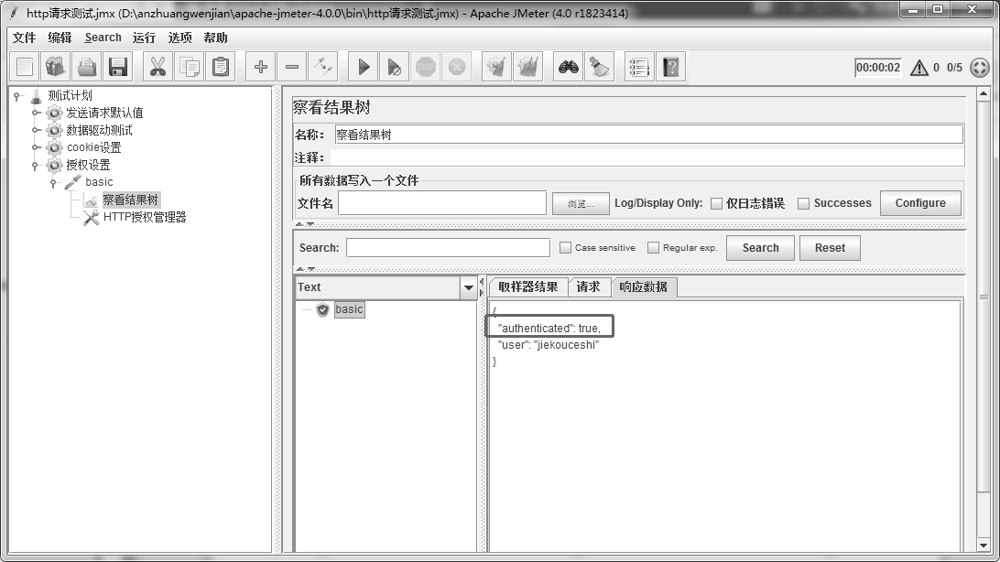 http请求测试.jmx (D:\anzhuangwenjian\apache-jmeter-4.0.0\bin\http请求测试.jmx) - Apache JMeter (4.0 r1823414)
文件 编辑 Search 运行 选项 帮助
STOP
00:00:02 0 0/5
测试计划
发送请求默认值
数据驱动测试
cookie设置
授权设置
basic
察看结果树
HTTP授权管理器
察看结果树
名称： 察看结果树
注释：
所有数据写入一个文件
文件名 浏览... Log/Display Only: 仅日志错误 Successes Configure
Search: Case sensitive Regular exp. Search Reset
Text
basic
取样器结果 请求 响应数据
{
"authenticated": true,
"user": "jiekouceshi"
}